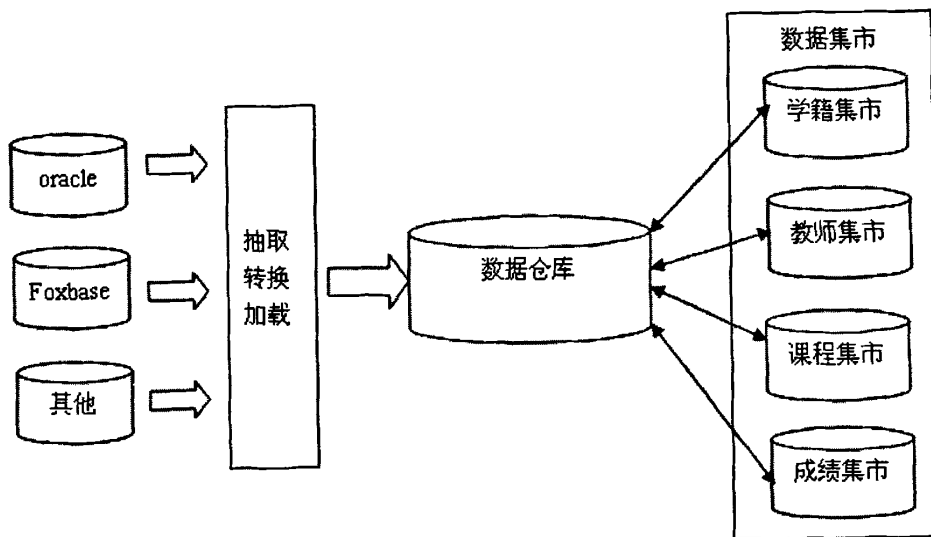 oracle
Foxbase
其他
抽取
转换
加载
数据仓库
数据集市
学籍集市
教师集市
课程集市
成绩集市